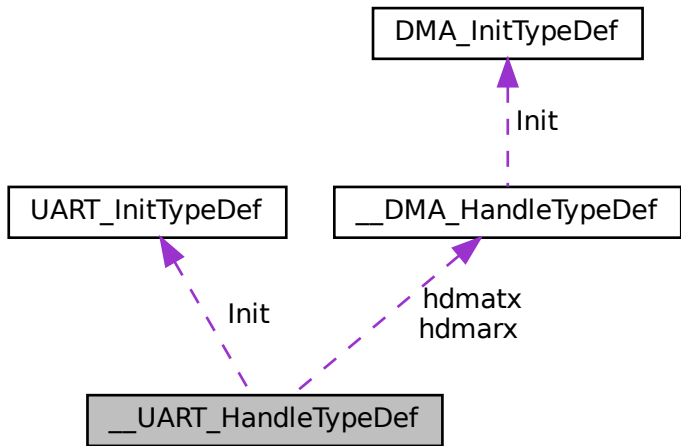 DMA_InitTypeDef
Init
UART_InitTypeDef
__DMA_HandleTypeDef
Init
hdmatx
hdmarx
__UART_HandleTypeDef